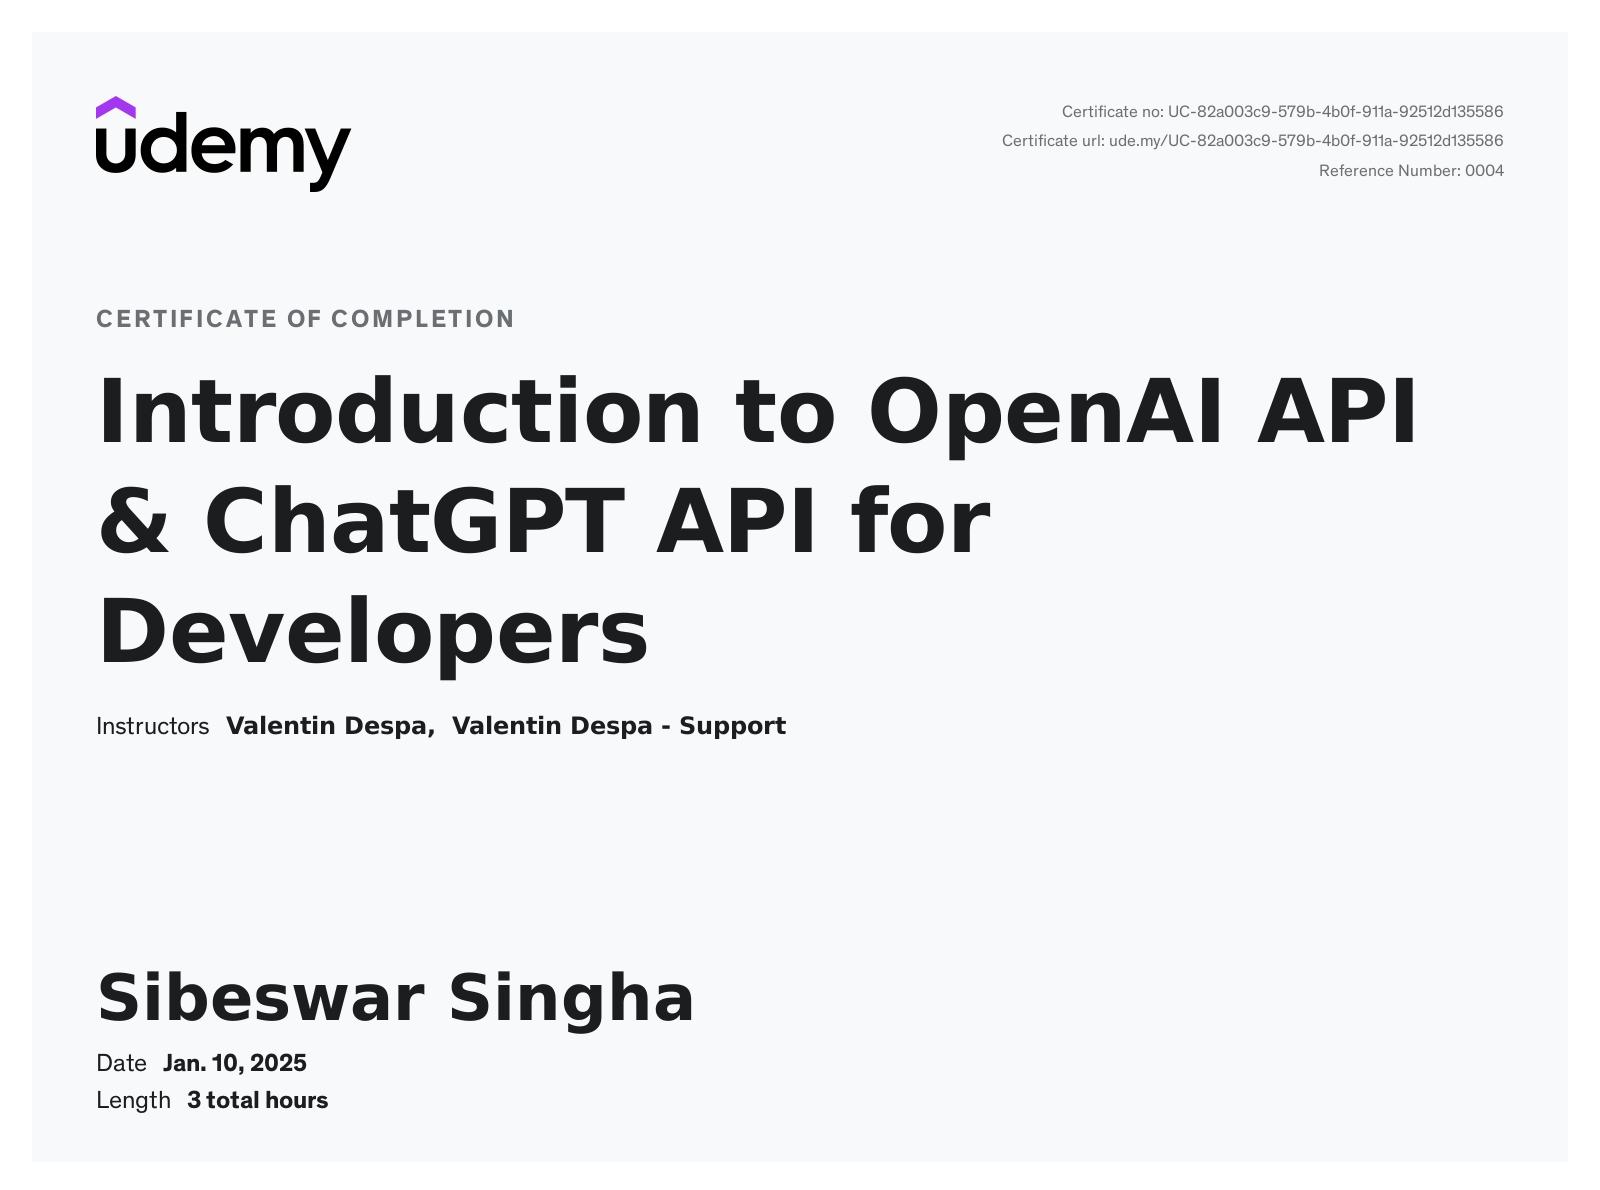 udemy
Certificate no: UC-82a003c9-579b-4b0f-911a-92512d135586
Certificate url: ude.my/UC-82a003c9-579b-4b0f-911a-92512d135586
Reference Number: 0004
CERTIFICATE OF COMPLETION
Introduction to OpenAI API
& ChatGPT API for
Developers
Instructors Valentin Despa, Valentin Despa - Support
Sibeswar Singha
Date Jan. 10, 2025
Length 3 total hours